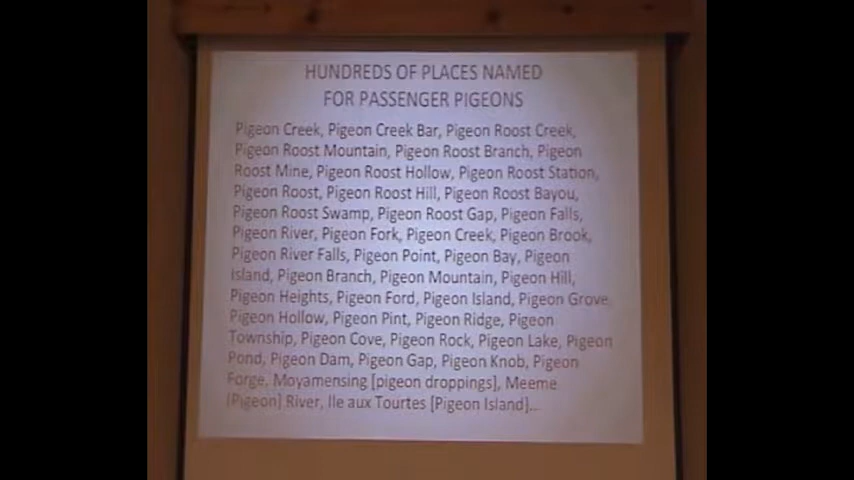 HUNDREDS OF PLACES NAMED
FOR PASSENGER PIGEONS
Pigeon Creek, Pigeon Creek Bar, Pigeon Roost Creek,
Pigeon Roost Mountain, Pigeon Roost Branch, Pigeon
Roost Mine, Pigeon Roost Hollow, Pigeon Roost Station,
Pigeon Roost, Pigeon Roost Hill, Pigeon Roost Bayou,
Pigeon Roost Swamp, Pigeon Roost Gap, Pigeon Falls,
Pigeon River, Pigeon Fork, Pigeon Creek, Pigeon Brook,
Pigeon River Falls, Pigeon Point, Pigeon Bay, Pigeon
Island, Pigeon Branch, Pigeon Mountain, Pigeon Hill,
Pigeon Heights, Pigeon Ford, Pigeon Island, Pigeon Grove
Pigeon Hollow, Pigeon Pint, Pigeon Ridge, Pigeon
Township, Pigeon Cove, Pigeon Rock, Pigeon Lake, Pigeon
Pond, Pigeon Dam, Pigeon Gap, Pigeon Knob, Pigeon
Forge, Moyamensing [pigeon droppings], Meeme
[Pigeon] River, Ile aux Tourtes [Pigeon Island]...